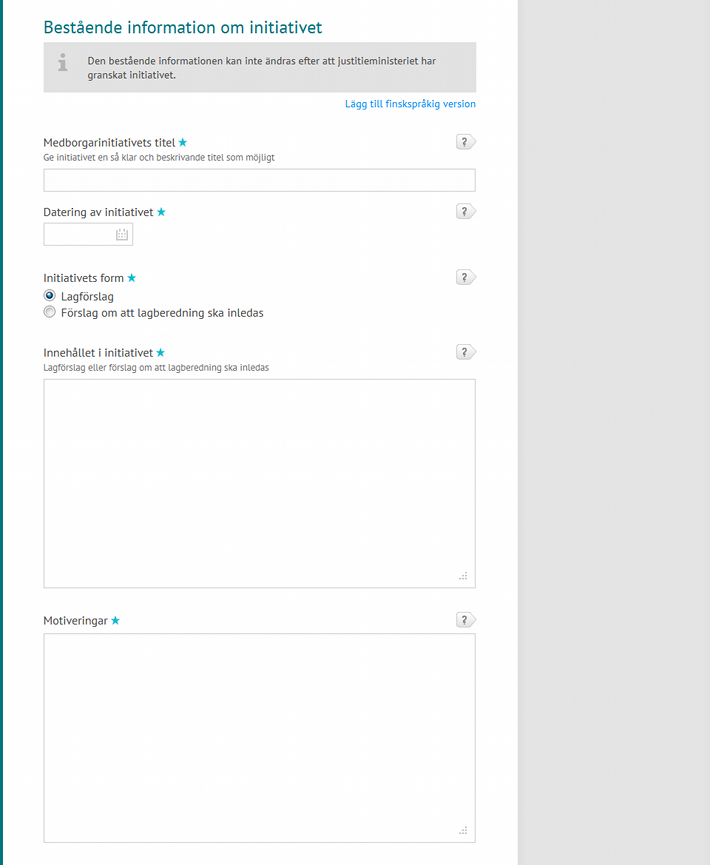 Bestående information om initiativet
Den bestående informationen kan inte ändras efter att justitieministeriet har
granskat initiativet.
Lägg till finskspråkig version
Medborgarinitiativets titel ★ ?
Ge initiativet en så klar och beskrivande titel som möjligt
Datering av initiativet ★ ?
Initiativets form ★ ?
Lagförslag
Förslag om att lagberedning ska inledas
Innehållet i initiativet ★ ?
Lagförslag eller förslag om att lagberedning ska inledas
Motiveringar ★ ?